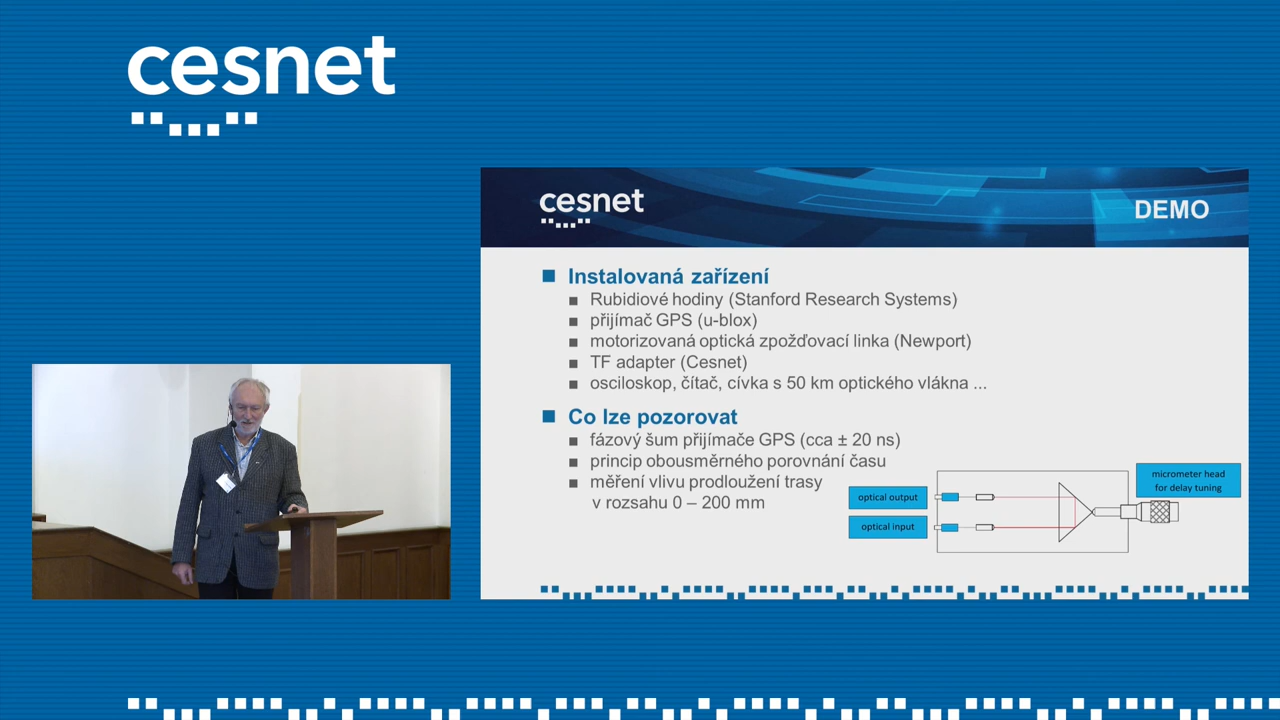 cesnet
cesnet
DEMO
Instalovaná zařízení
Rubidiové hodiny (Stanford Research Systems)
přijímač GPS (u-blox)
motorizovaná optická zpožďovací linka (Newport)
TF adapter (Cesnet)
osciloskop, čítač, cívka s 50 km optického vlákna ...
Co lze pozorovat
fázový šum přijímače GPS (cca ± 20 ns)
princip obousměrného porovnání času
měření vlivu prodloužení trasy
v rozsahu 0 – 200 mm
optical output
optical input
micrometer head
for delay tuning